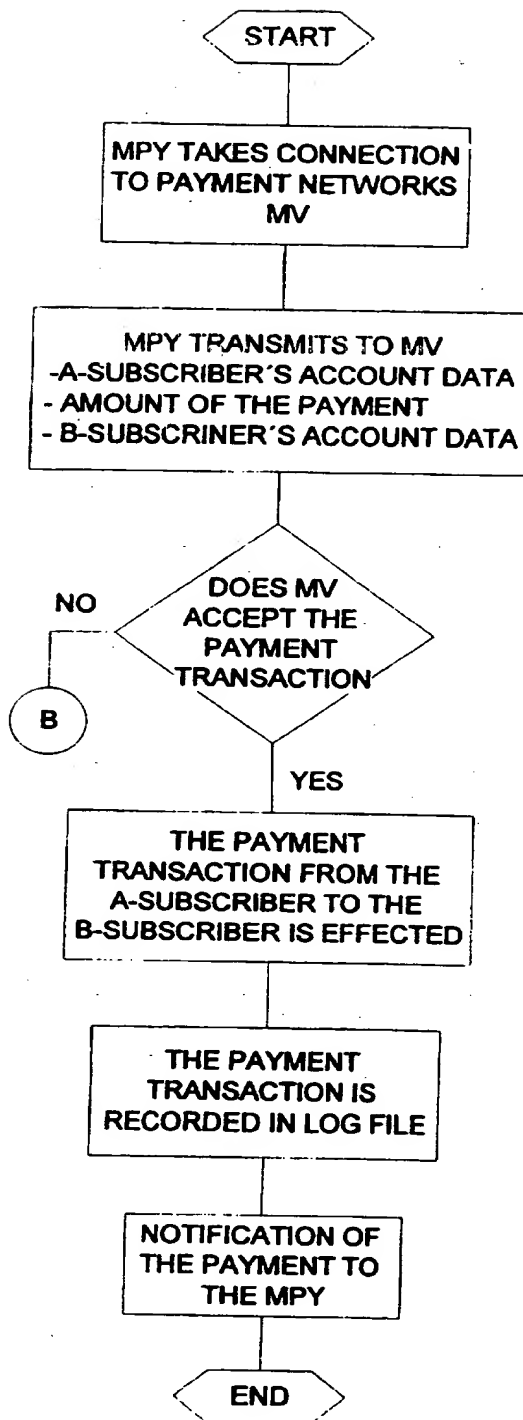 START
MPY TAKES CONNECTION
TO PAYMENT NETWORKS
MV
MPY TRANSMITS TO MV
-A-SUBSCRIBER´S ACCOUNT DATA
- AMOUNT OF THE PAYMENT
- B-SUBSCRINER´S ACCOUNT DATA
DOES MV
ACCEPT THE
PAYMENT
TRANSACTION
NO
B
YES
THE PAYMENT
TRANSACTION FROM THE
A-SUBSCRIBER TO THE
B-SUBSCRIBER IS EFFECTED
THE PAYMENT
TRANSACTION IS
RECORDED IN LOG FILE
NOTIFICATION OF
THE PAYMENT TO
THE MPY
END